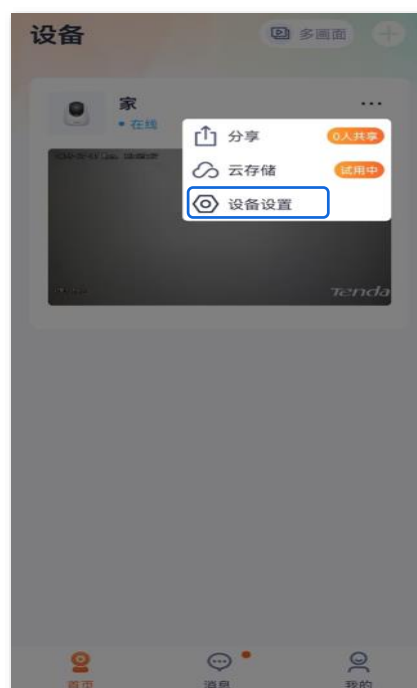 设备
多画面
家
在线
分享
0人共享
云存储
试用中
设备设置
Tenda
首页
消息
我的